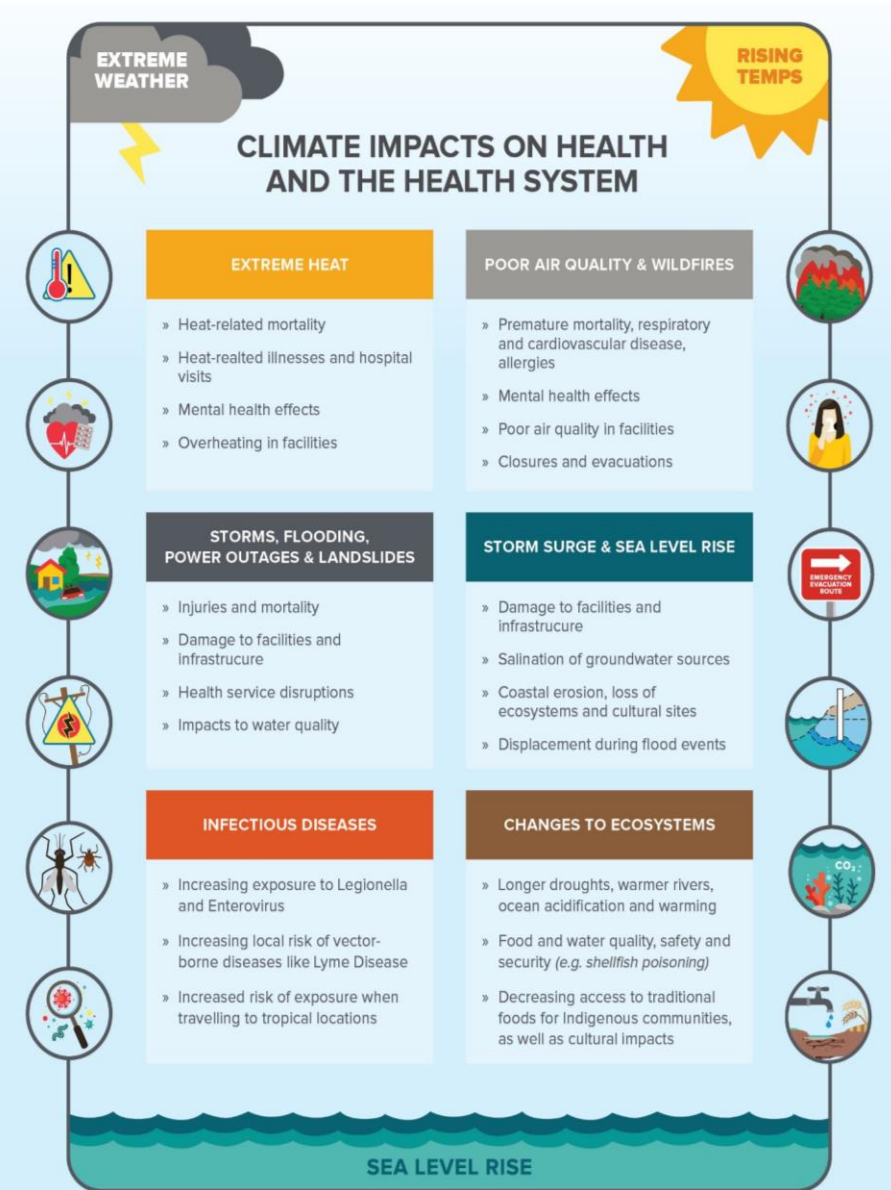 EXTREME
WEATHER
RISING
TEMPS
CLIMATE IMPACTS ON HEALTH
AND THE HEALTH SYSTEM
EXTREME HEAT
» Heat-related mortality
» Heat-realted illnesses and hospital
visits
» Mental health effects
» Overheating in facilities
POOR AIR QUALITY & WILDFIRES
» Premature mortality, respiratory
and cardiovascular disease,
allergies
» Mental health effects
» Poor air quality in facilities
» Closures and evacuations
STORMS, FLOODING,
POWER OUTAGES & LANDSLIDES
» Injuries and mortality
» Damage to facilities and
infrastrucure
» Health service disruptions
» Impacts to water quality
STORM SURGE & SEA LEVEL RISE
» Damage to facilities and
infrastrucure
» Salination of groundwater sources
» Coastal erosion, loss of
ecosystems and cultural sites
» Displacement during flood events
EMERGENCY
EVACUATION
ROUTE
INFECTIOUS DISEASES
» Increasing exposure to Legionella
and Enterovirus
» Increasing local risk of vector-
borne diseases like Lyme Disease
» Increased risk of exposure when
travelling to tropical locations
CHANGES TO ECOSYSTEMS
» Longer droughts, warmer rivers,
ocean acidification and warming
» Food and water quality, safety and
security (e.g. shellfish poisoning)
» Decreasing access to traditional
foods for Indigenous communities,
as well as cultural impacts
CO₂
SEA LEVEL RISE